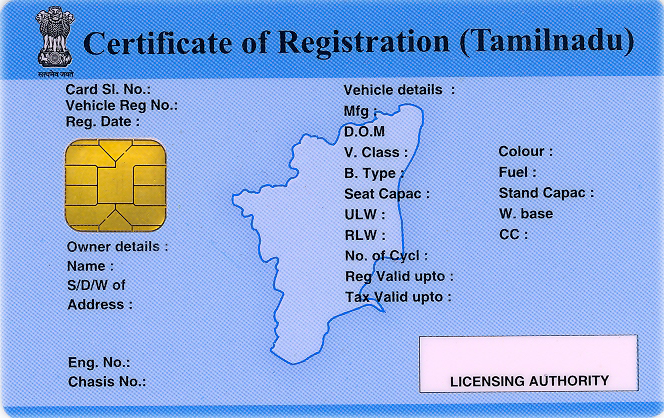 Certificate of Registration (Tamilnadu)
सत्यमेव जयते
Card Sl. No.:
Vehicle Reg No.:
Reg. Date :
Owner details :
Name :
S/D/W of
Address :
Eng. No.:
Chasis No.:
Vehicle details :
Mfg :
D.O.M
V. Class :
B. Type :
Seat Capac :
ULW :
RLW :
No. of Cycl :
Reg Valid upto :
Tax Valid upto :
Colour :
Fuel :
Stand Capac :
W. base
CC :
LICENSING AUTHORITY